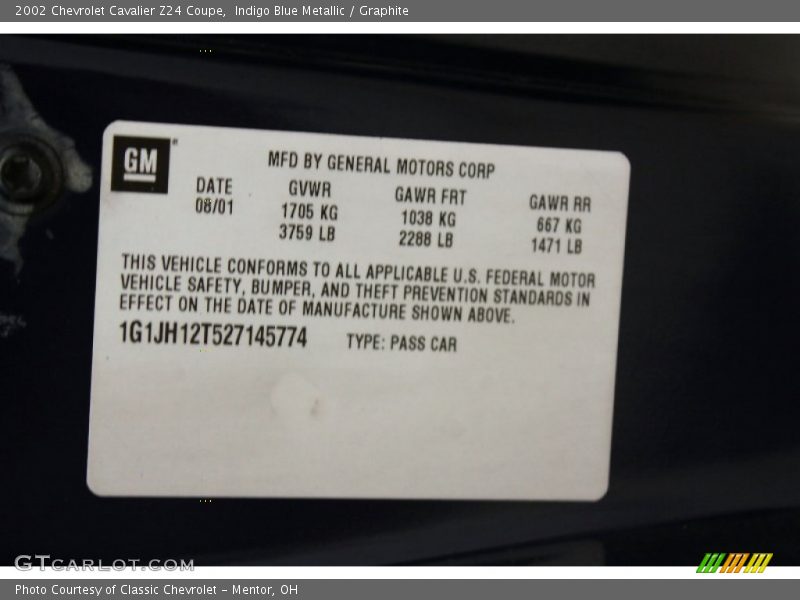 2002 Chevrolet Cavalier Z24 Coupe,  Indigo Blue Metallic / Graphite
GM
MFD BY GENERAL MOTORS CORP
DATE GVWR GAWR FRT GAWR RR
08/01 1705 KG 1038 KG 667 KG
3759 LB 2288 LB 1471 LB
THIS VEHICLE CONFORMS TO ALL APPLICABLE U.S. FEDERAL MOTOR
VEHICLE SAFETY, BUMPER, AND THEFT PREVENTION STANDARDS IN
EFFECT ON THE DATE OF MANUFACTURE SHOWN ABOVE.
1G1JH12T527145774 TYPE: PASS CAR
GTcarlot.com
Photo Courtesy of Classic Chevrolet - Mentor, OH